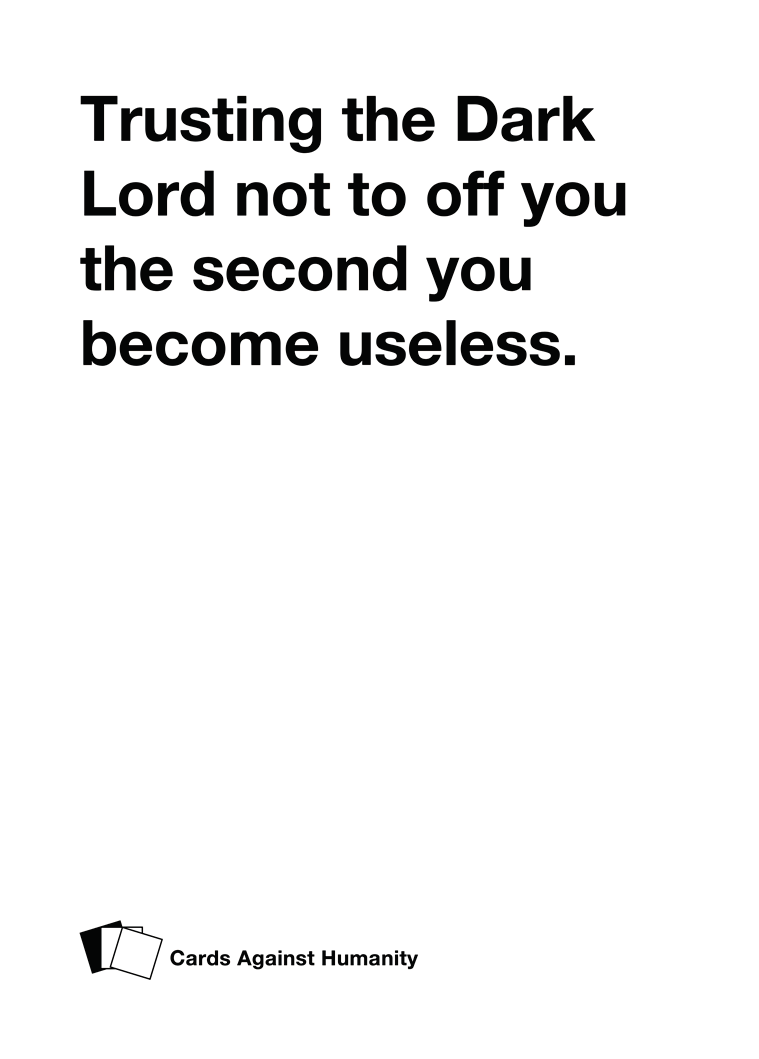 Trusting the Dark
Lord not to off you
the second you
become useless.
Cards Against Humanity